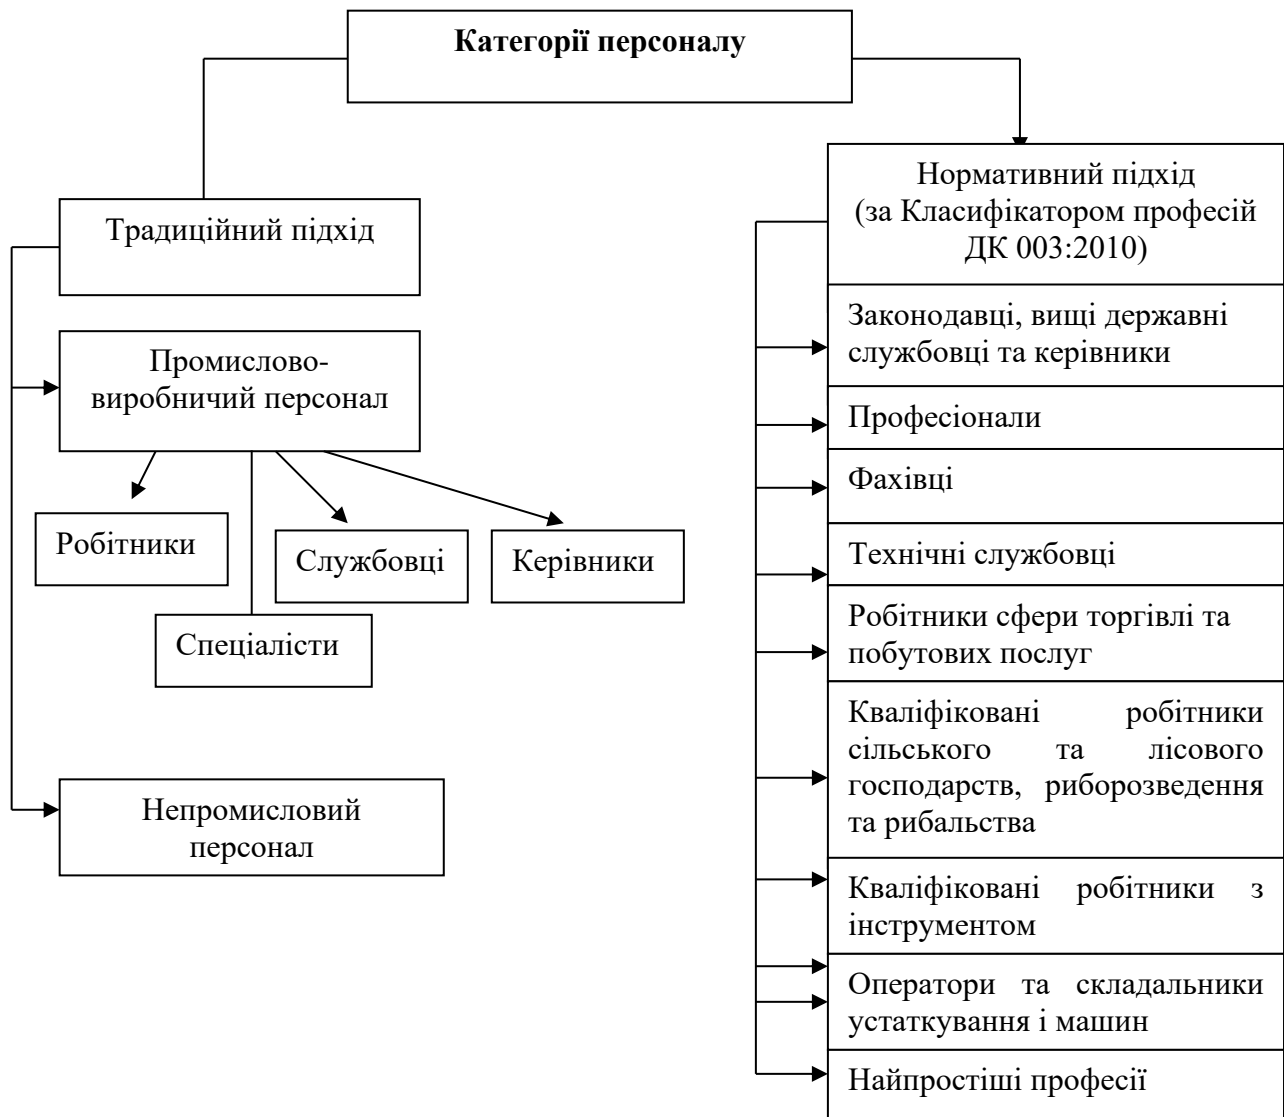 Категорії персоналу
Традиційний підхід
Промислово-
виробничий персонал
Робітники
Службовці
Керівники
Спеціалісти
Непромисловий
персонал
Нормативний підхід
(за Класифікатором професій
ДК 003:2010)
Законодавці, вищі державні
службовці та керівники
Професіонали
Фахівці
Технічні службовці
Робітники сфери торгівлі та
побутових послуг
Кваліфіковані робітники
сільського та лісового
господарств, риборозведення
та рибальства
Кваліфіковані робітники з
інструментом
Оператори та складальники
устаткування і машин
Найпростіші професії